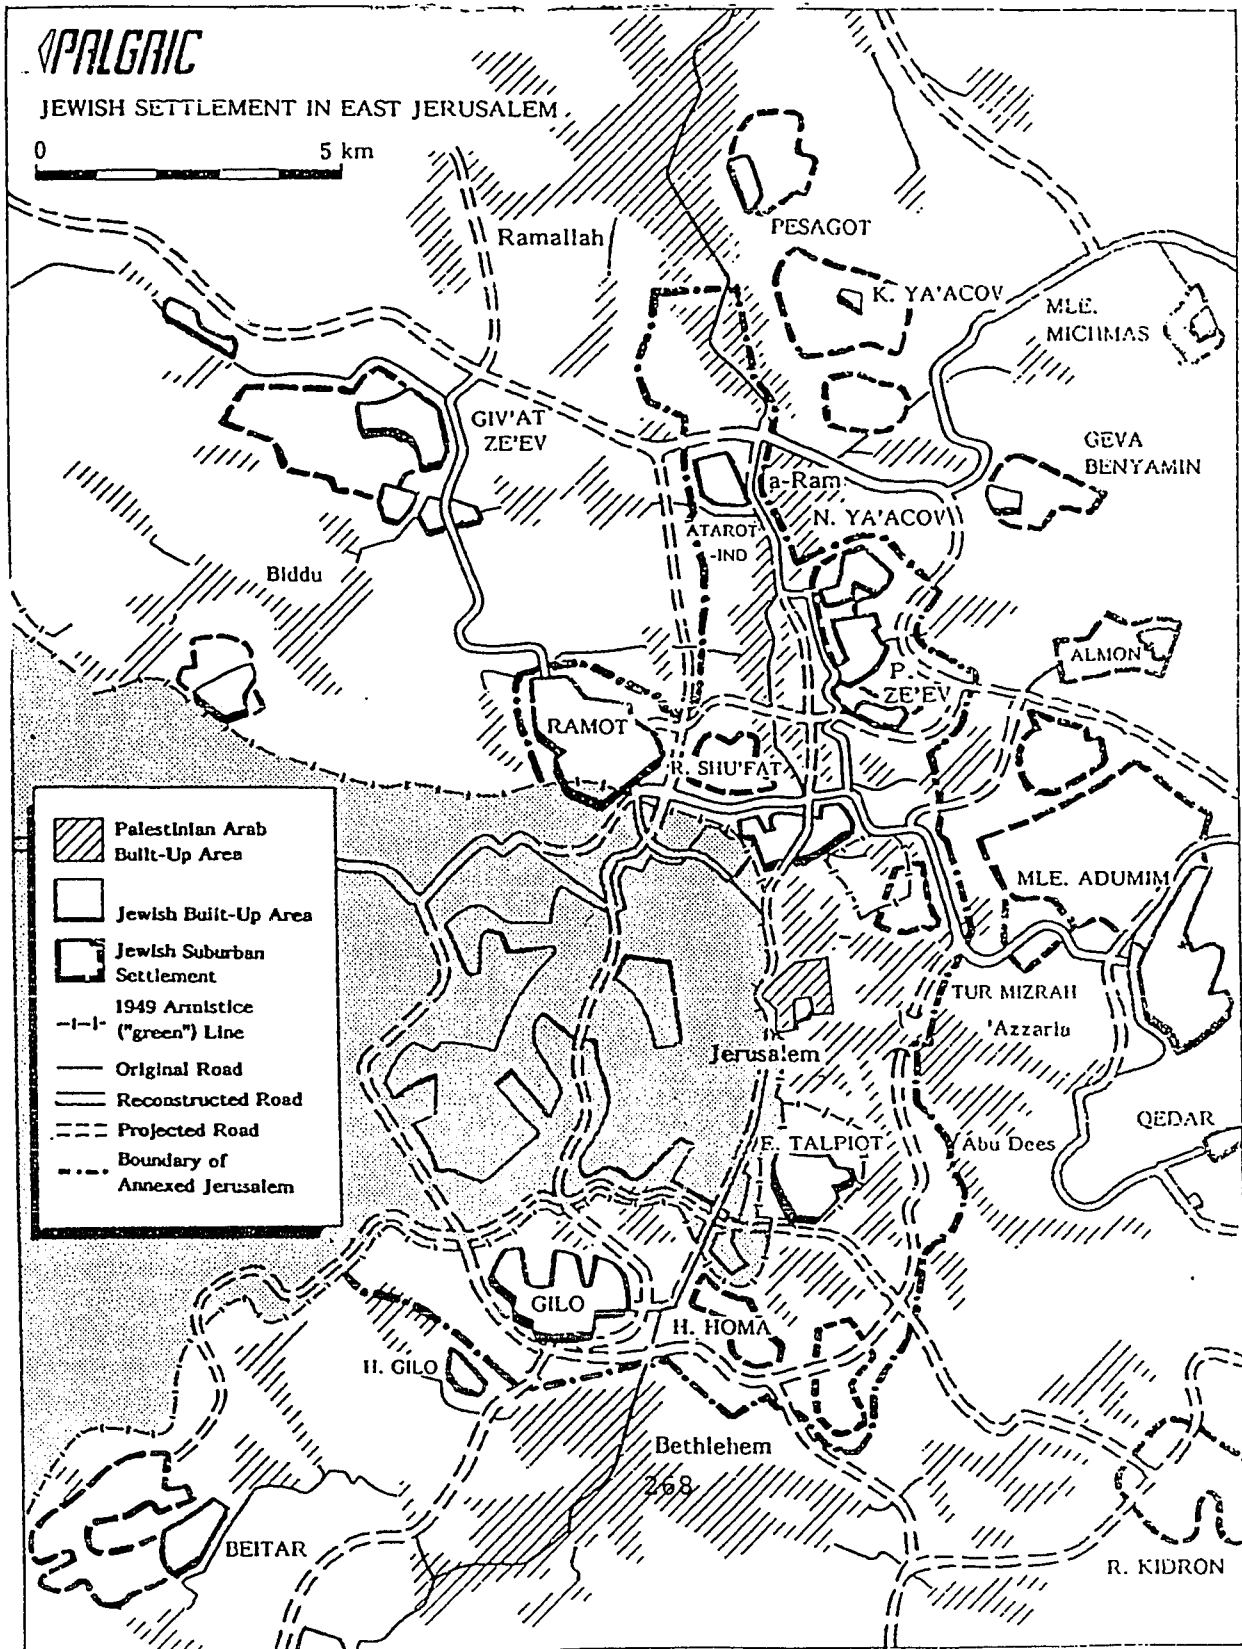 PALGRIC
JEWISH SETTLEMENT IN EAST JERUSALEM
0 5 km
PESAGOT
Ramallah
K. YA'ACOV
MLE.
MICHMAS
GIV'AT
ZE'EV
GEVA
BENYAMIN
a-Ram
N. YA'ACOV
ATAROT
-IND
Biddu
ALMON
P.
ZE'EV
RAMOT
R. SHU'FAT
Palestinian Arab
Built-Up Area
Jewish Built-Up Area
Jewish Suburban
Settlement
1949 Armistice
("green") Line
Original Road
Reconstructed Road
Projected Road
Boundary of
Annexed Jerusalem
MLE. ADUMIM
TUR MIZRAH
'Azzaria
Jerusalem
QEDAR
E. TALPIOT
Abu Dees
GILO
H. HOMA
H. GILO
Bethlehem
268
BEITAR
R. KIDRON